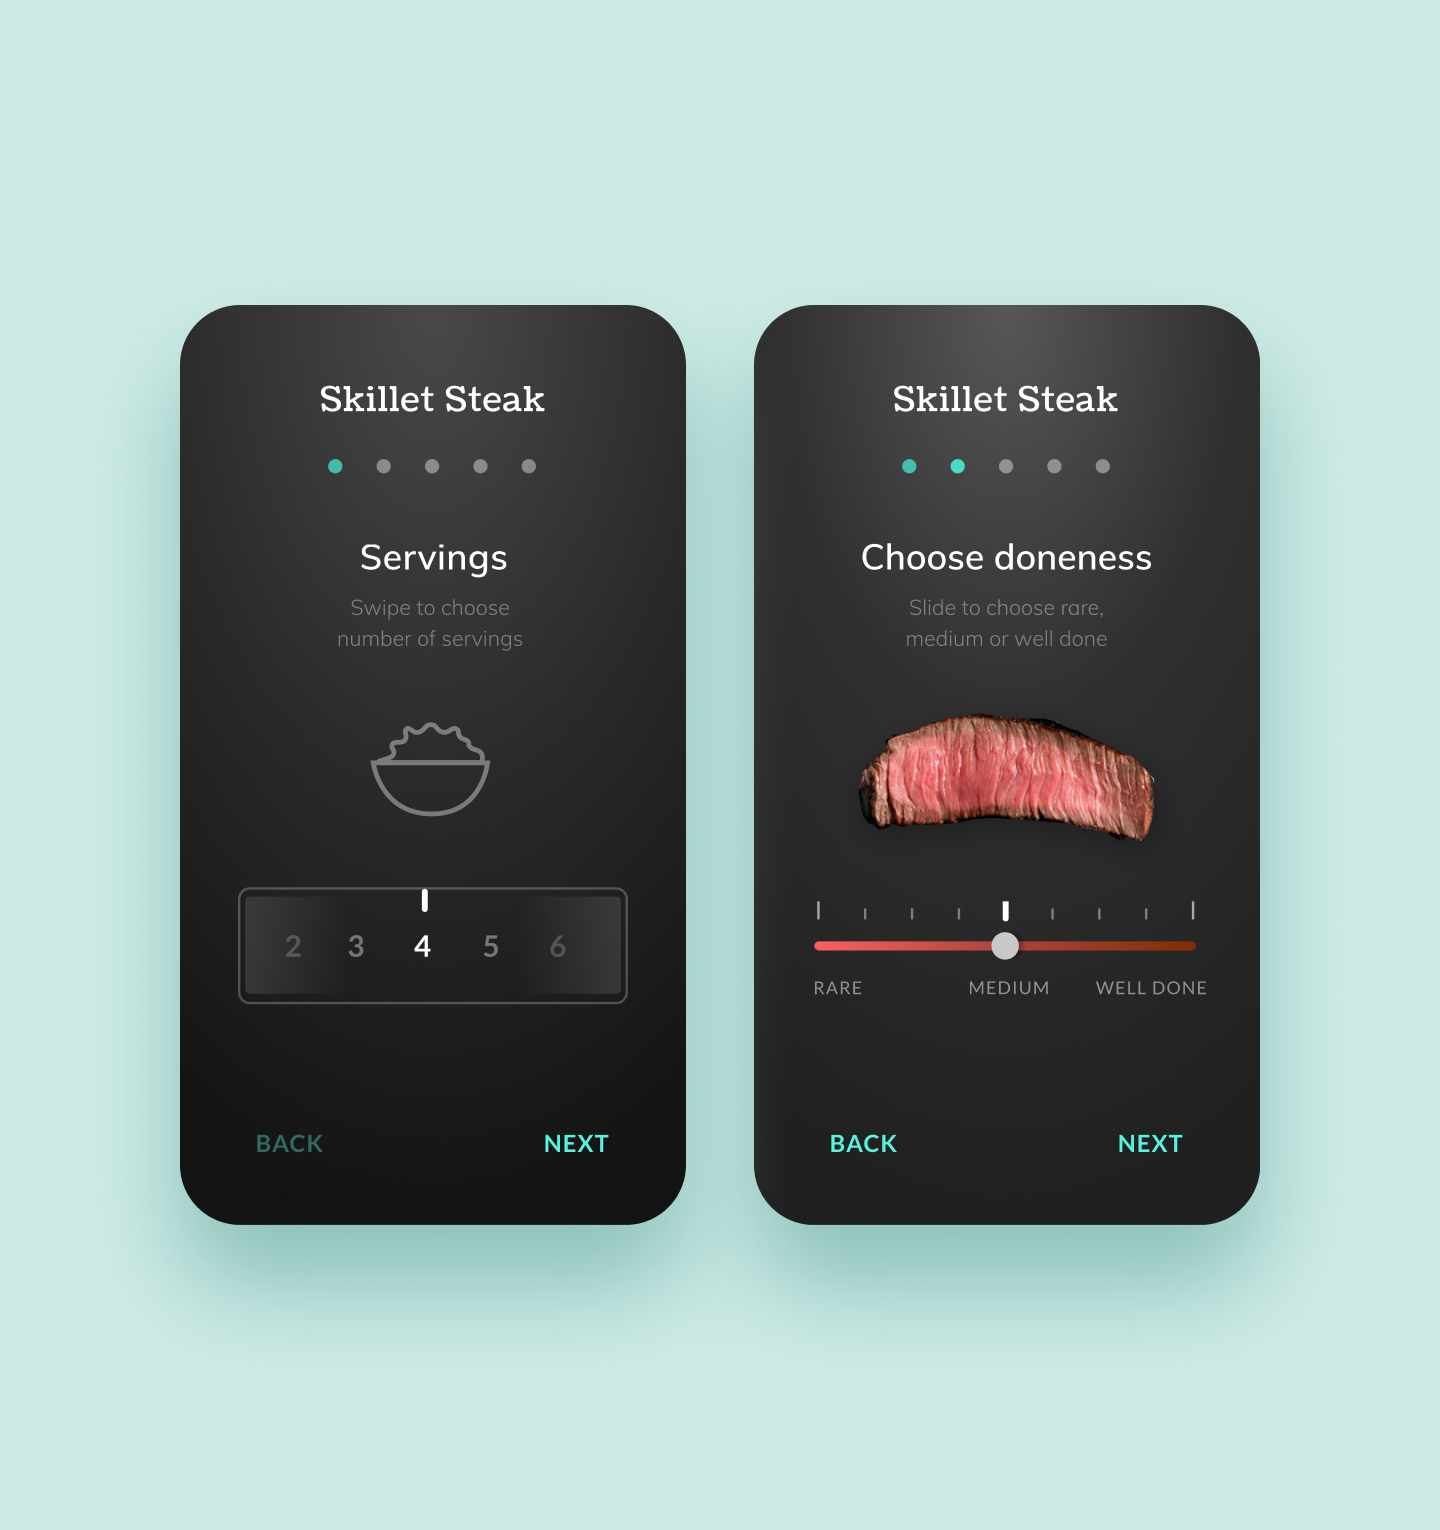 Skillet Steak
Servings
Swipe to choose
number of servings
2 3 4 5 6
BACK NEXT
Skillet Steak
Choose doneness
Slide to choose rare,
medium or well done
RARE MEDIUM WELL DONE
BACK NEXT